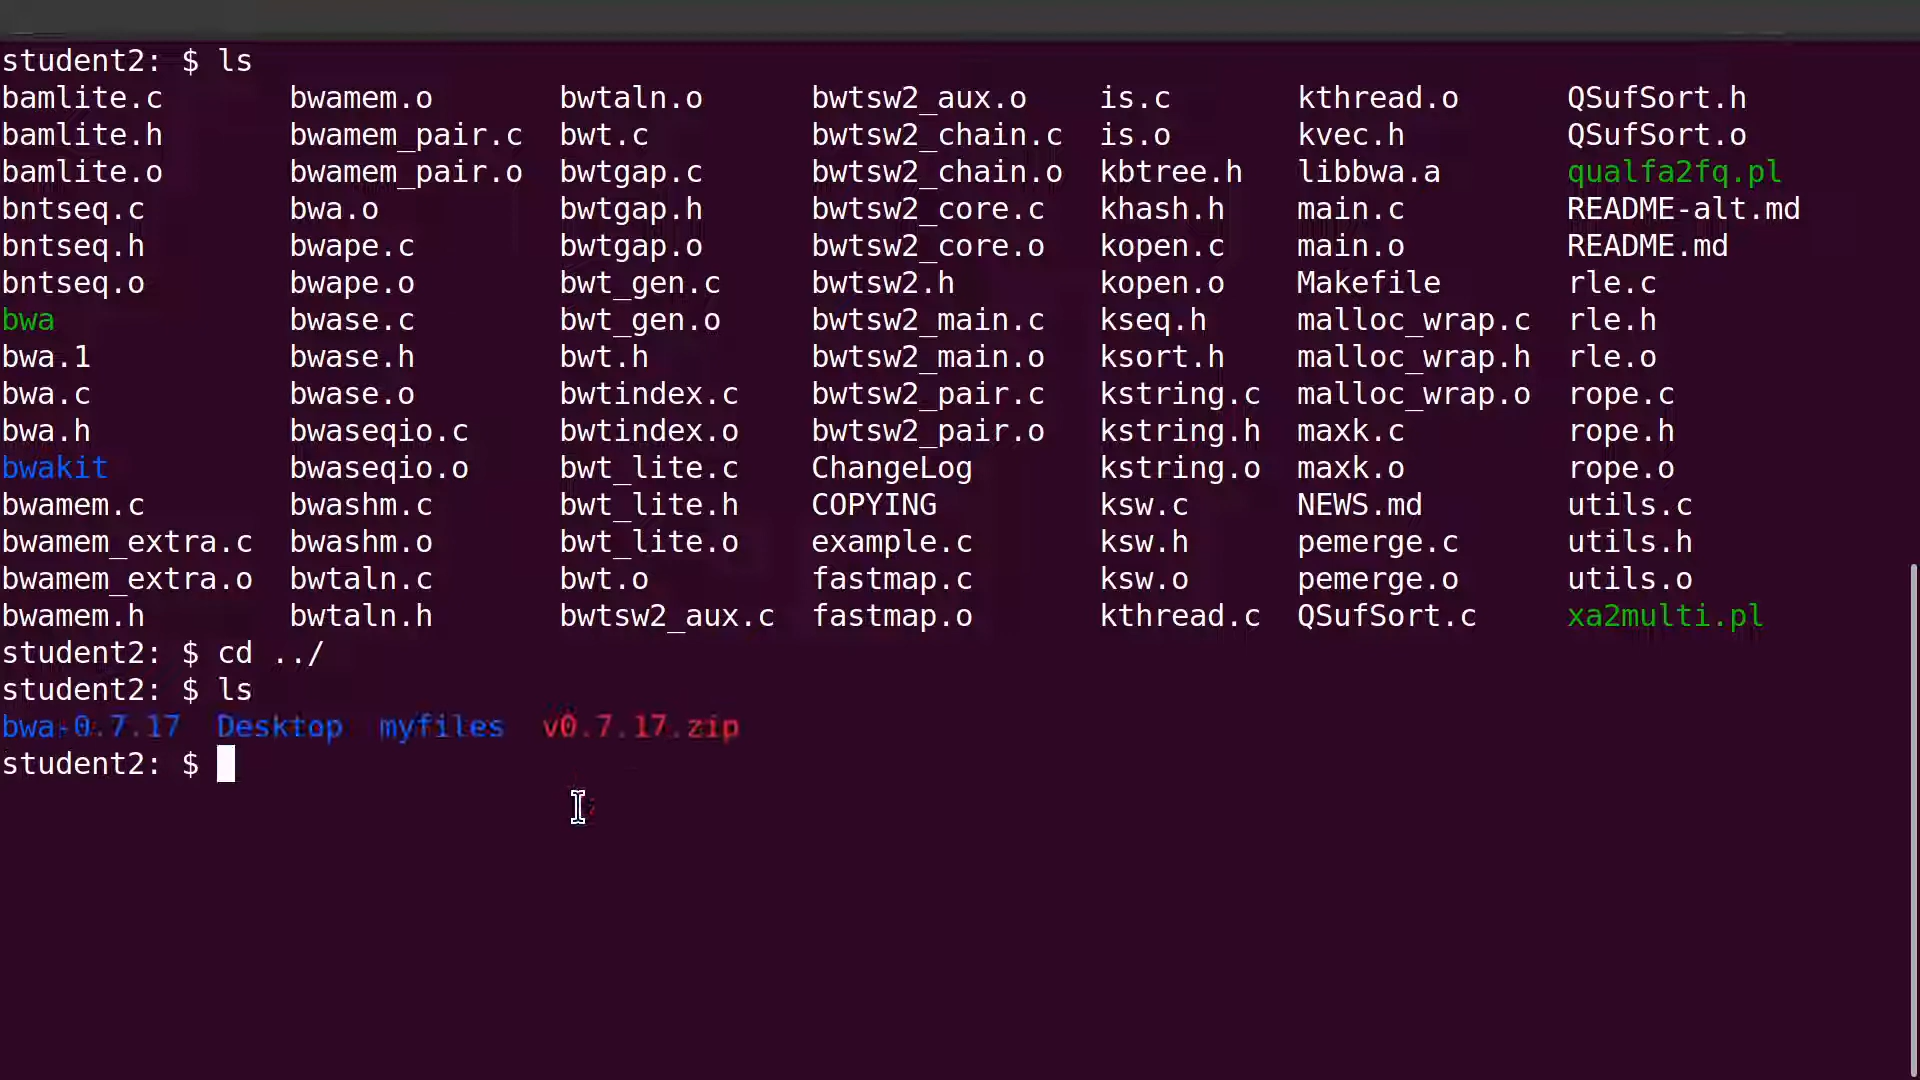 student2: $ ls
bamlite.c bwamem.o bwtaln.o bwtsw2_aux.o is.c kthread.o QSufSort.h
bamlite.h bwamem_pair.c bwt.c bwtsw2_chain.c is.o kvec.h QSufSort.o
bamlite.o bwamem_pair.o bwtgap.c bwtsw2_chain.o kbtree.h libbwa.a qualfa2fq.pl
bntseq.c bwa.o bwtgap.h bwtsw2_core.c khash.h main.c README-alt.md
bntseq.h bwape.c bwtgap.o bwtsw2_core.o kopen.c main.o README.md
bntseq.o bwape.o bwt_gen.c bwtsw2.h kopen.o Makefile rle.c
bwa bwase.c bwt_gen.o bwtsw2_main.c kseq.h malloc_wrap.c rle.h
bwa.1 bwase.h bwt.h bwtsw2_main.o ksort.h malloc_wrap.h rle.o
bwa.c bwase.o bwtindex.c bwtsw2_pair.c kstring.c malloc_wrap.o rope.c
bwa.h bwaseqio.c bwtindex.o bwtsw2_pair.o kstring.h maxk.c rope.h
bwakit bwaseqio.o bwt_lite.c ChangeLog kstring.o maxk.o rope.o
bwamem.c bwashm.c bwt_lite.h COPYING ksw.c NEWS.md utils.c
bwamem_extra.c bwashm.o bwt_lite.o example.c ksw.h pemerge.c utils.h
bwamem_extra.o bwtaln.c bwt.o fastmap.c ksw.o pemerge.o utils.o
bwamem.h bwtaln.h bwtsw2_aux.c fastmap.o kthread.c QSufSort.c xa2multi.pl
student2: $ cd ../
student2: $ ls
bwa-0.7.17 Desktop myfiles v0.7.17.zip
student2: $